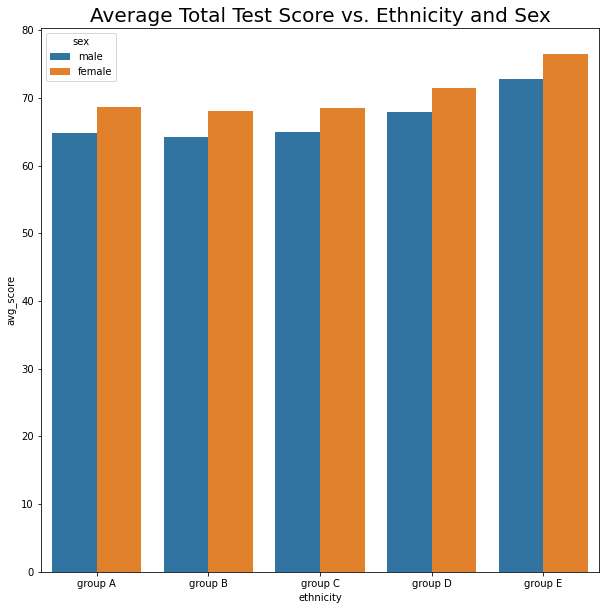 Average Total Test Score vs. Ethnicity and Sex
sex
male
female
80
70
60
50
40
30
20
10
0
avg_score
group A group B group C group D group E
ethnicity